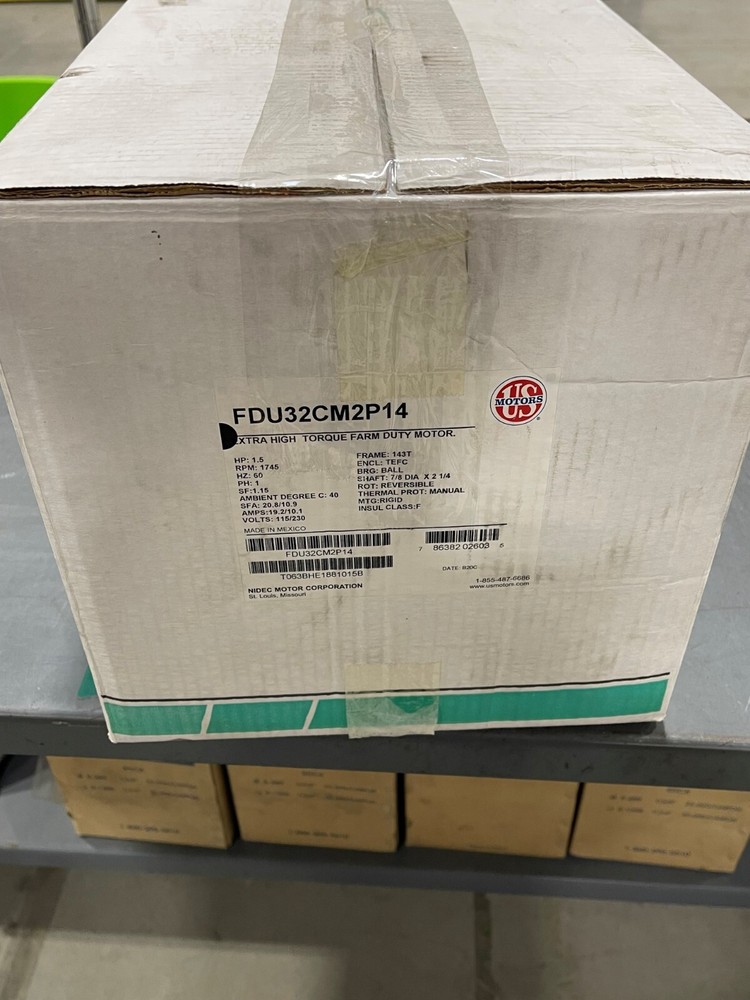 FDU32CM2P14
US
MOTORS
®
EXTRA HIGH TORQUE FARM DUTY MOTOR.
HP: 1.5
RPM: 1745
HZ: 60
PH: 1
SF:1.15
AMBIENT DEGREE C: 40
SFA: 20.8/10.9
AMPS:19.2/10.1
VOLTS: 115/230
FRAME: 143T
ENCL: TEFC
BRG: BALL
SHAFT: 7/8 DIA X 2 1/4
ROT: REVERSIBLE
THERMAL PROT: MANUAL
MTG:RIGID
INSUL CLASS:F
MADE IN MEXICO
FDU32CM2P14
7 86382 02603 5
T063BHE1881015B
DATE: B20C
NIDEC MOTOR CORPORATION
St. Louis, Missouri
1-855-487-6686
www.usmotors.com